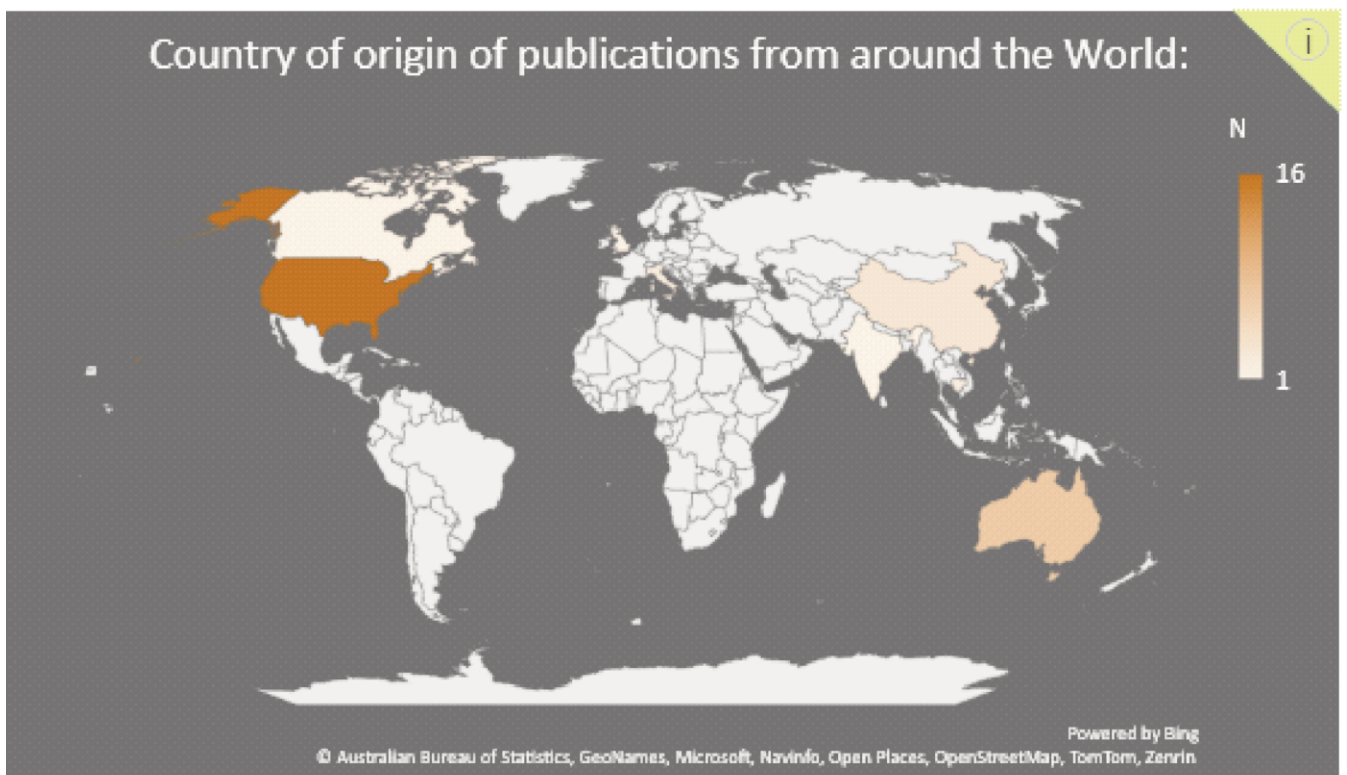 Country of origin of publications from around the World:
i
N
16
1
Powered by Bing
© Australian Bureau of Statistics, GeoNames, Microsoft, Navinfo, Open Places, OpenStreetMap, TomTom, Zenrin